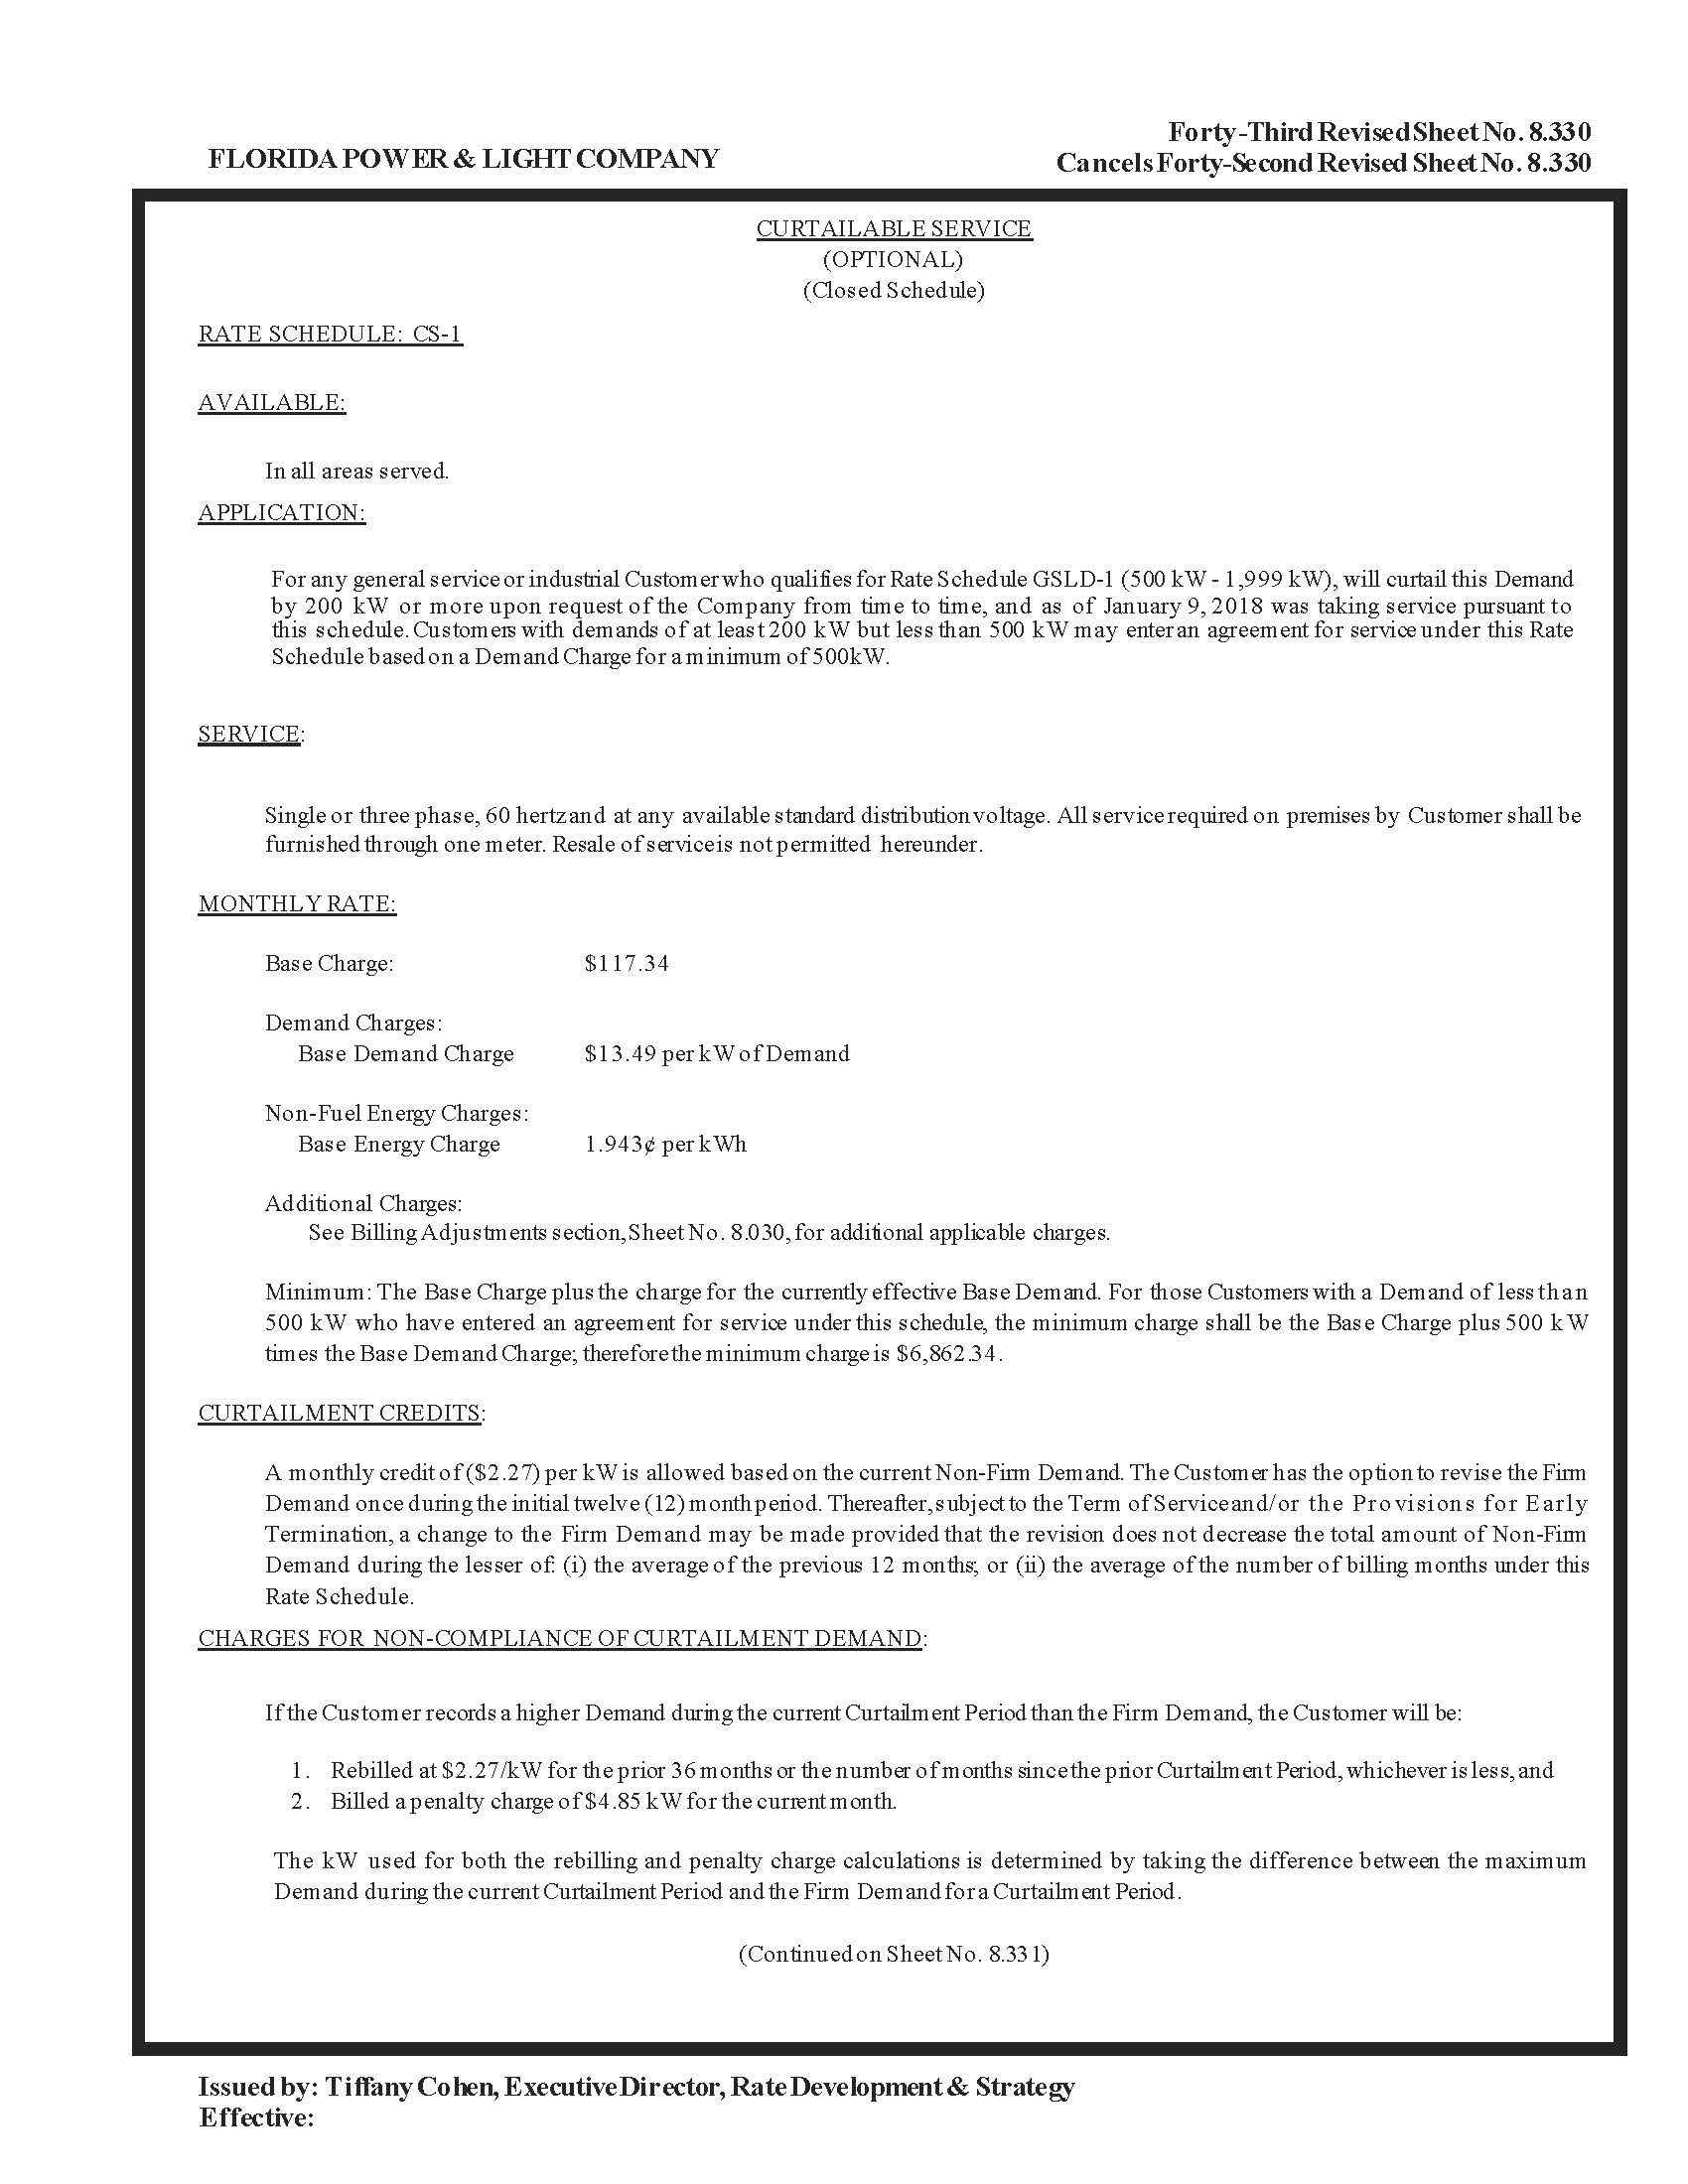 FLORIDA POWER & LIGHT COMPANY
Forty-Third Revised Sheet No. 8.330
Cancels Forty-Second Revised Sheet No. 8.330
CURTAILABLE SERVICE
(OPTIONAL)
(Closed Schedule)
RATE SCHEDULE: CS-1
AVAILABLE:
In all areas served.
APPLICATION:
For any general service or industrial Customer who qualifies for Rate Schedule GSLD-1 (500 kW - 1,999 kW), will curtail this Demand
by 200 kW or more upon request of the Company from time to time, and as of January 9, 2018 was taking service pursuant to
this schedule. Customers with demands of at least 200 kW but less than 500 kW may enter an agreement for service under this Rate
Schedule based on a Demand Charge for a minimum of 500kW.
SERVICE:
Single or three phase, 60 hertz and at any available standard distribution voltage. All service required on premises by Customer shall be
furnished through one meter. Resale of service is not permitted hereunder.
MONTHLY RATE:
Base Charge: $117.34
Demand Charges:
Base Demand Charge $13.49 per kW of Demand
Non-Fuel Energy Charges:
Base Energy Charge 1.943¢ per kWh
Additional Charges:
See Billing Adjustments section, Sheet No. 8.030, for additional applicable charges.
Minimum: The Base Charge plus the charge for the currently effective Base Demand. For those Customers with a Demand of less than
500 kW who have entered an agreement for service under this schedule, the minimum charge shall be the Base Charge plus 500 kW
times the Base Demand Charge; therefore the minimum charge is $6,862.34.
CURTAILMENT CREDITS:
A monthly credit of ($2.27) per kW is allowed based on the current Non-Firm Demand. The Customer has the option to revise the Firm
Demand once during the initial twelve (12) month period. Thereafter, subject to the Term of Service and/or the Provisions for Early
Termination, a change to the Firm Demand may be made provided that the revision does not decrease the total amount of Non-Firm
Demand during the lesser of: (i) the average of the previous 12 months; or (ii) the average of the number of billing months under this
Rate Schedule.
CHARGES FOR NON-COMPLIANCE OF CURTAILMENT DEMAND:
If the Customer records a higher Demand during the current Curtailment Period than the Firm Demand, the Customer will be:
1. Rebilled at $2.27/kW for the prior 36 months or the number of months since the prior Curtailment Period, whichever is less, and
2. Billed a penalty charge of $4.85 kW for the current month.
The kW used for both the rebilling and penalty charge calculations is determined by taking the difference between the maximum
Demand during the current Curtailment Period and the Firm Demand for a Curtailment Period.
(Continued on Sheet No. 8.331)
Issued by: Tiffany Cohen, Executive Director, Rate Development & Strategy
Effective: